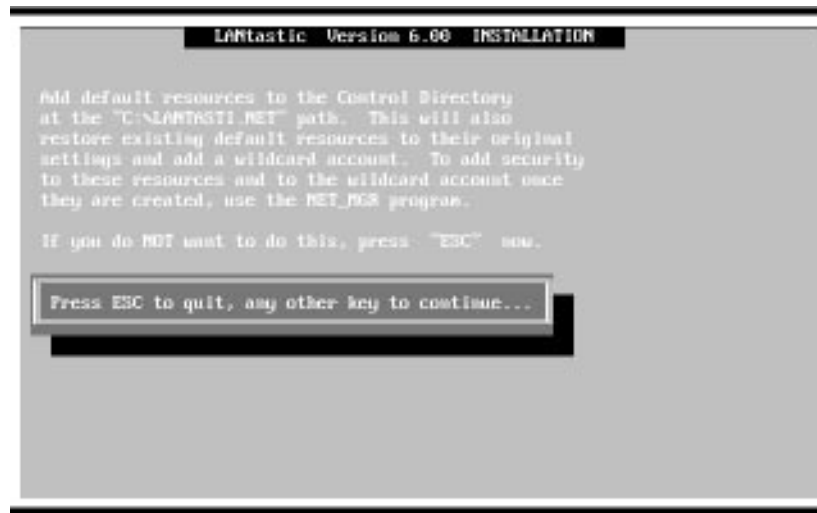 LANtastic Version 6.00 INSTALLATION
Add default resources to the Control Directory
at the "C:\LANTASTI.NET" path. This will also
restore existing default resources to their original
settings and add a wildcard account. To add security
to these resources and to the wildcard account once
they are created, use the NET_MGR program.
If you do NOT want to do this, press "ESC" now.
Press ESC to quit, any other key to continue...